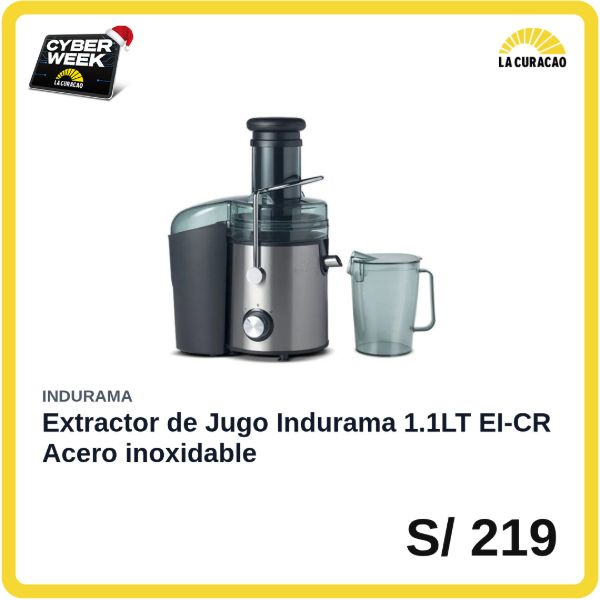 CYBER
WEEK
LA CURACAO
LA CURACAO
INDURAMA
Extractor de Jugo Indurama 1.1LT EI-CR
Acero inoxidable
S/ 219